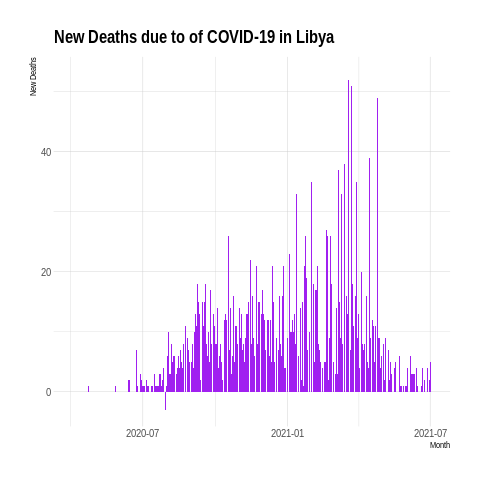 New Deaths due to of COVID-19 in Libya
New Deaths
40
20
0
2020-07
2021-01
2021-07
Month